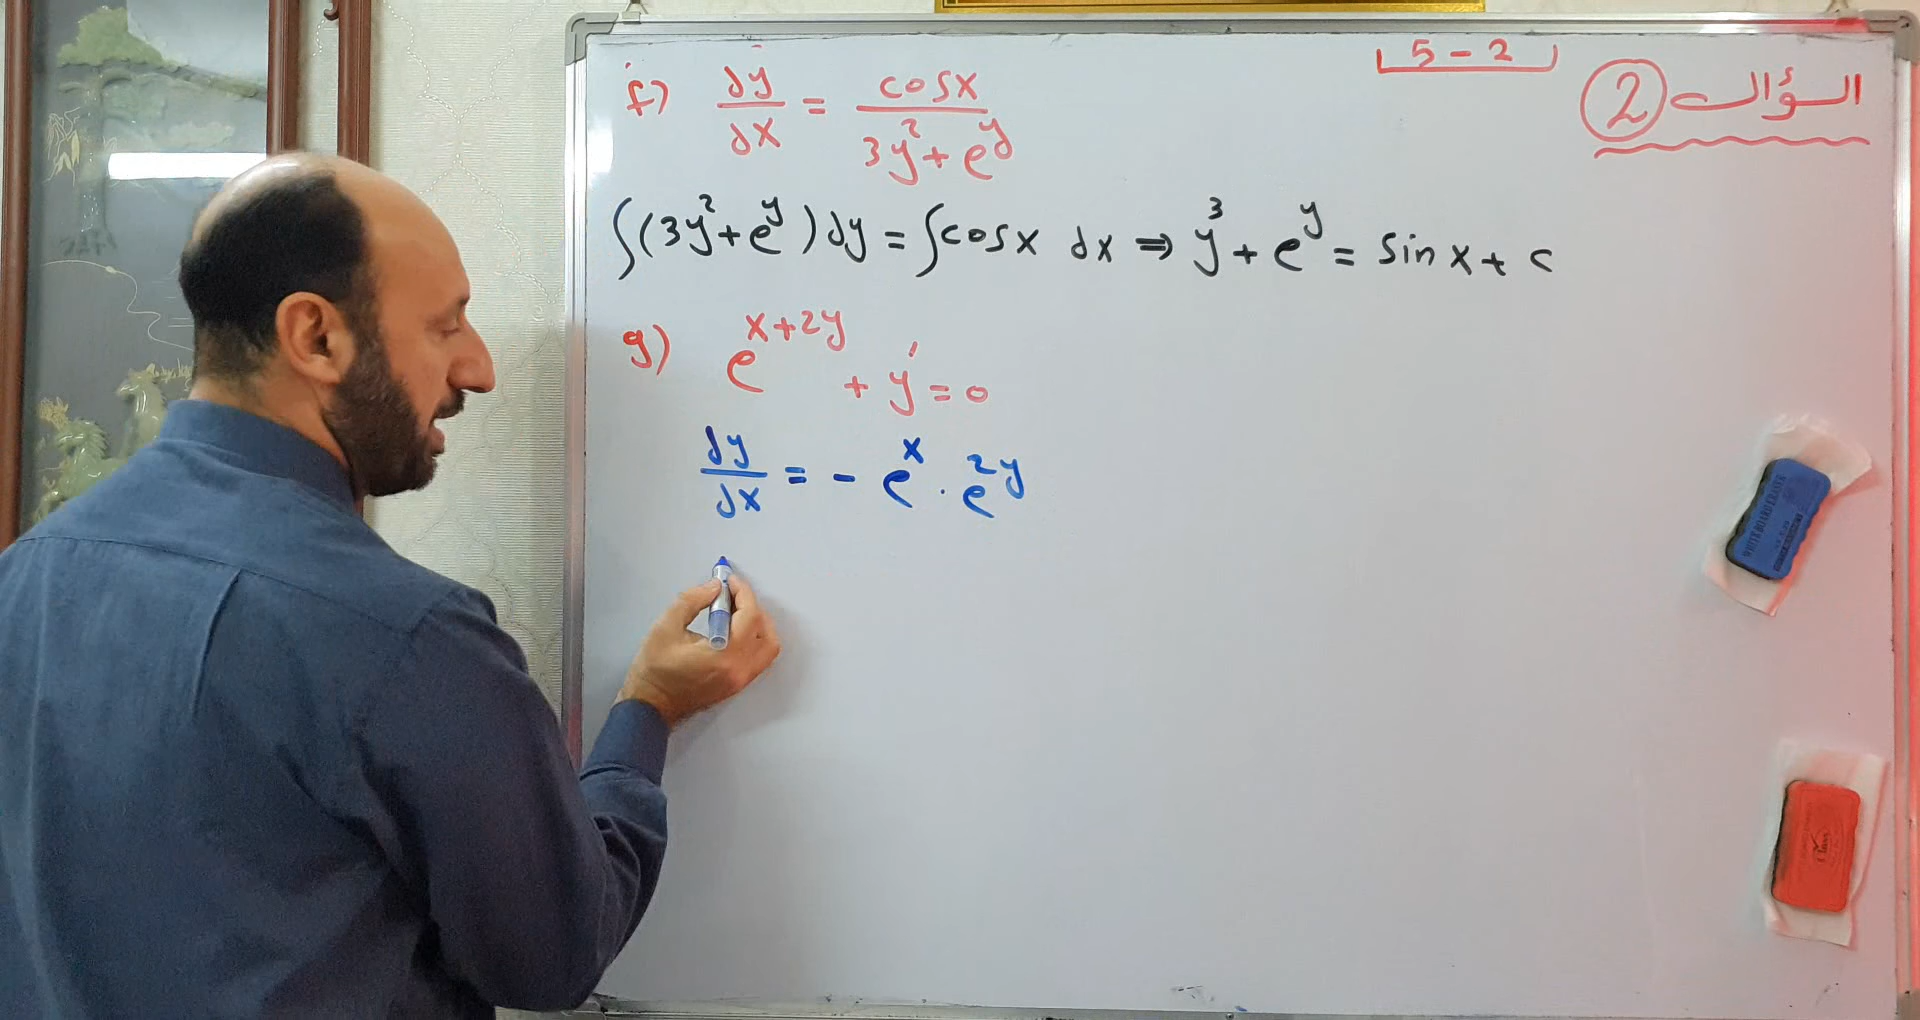 5 - 2
السؤال 2
f) dy/dx = cosx / 3y² + e^y
∫(3y² + e^y) dy = ∫cosx dx ⇒ y³ + e^y = sin x + c
g) e^{x+2y} + y' = 0
dy/dx = - e^x . e^{2y}